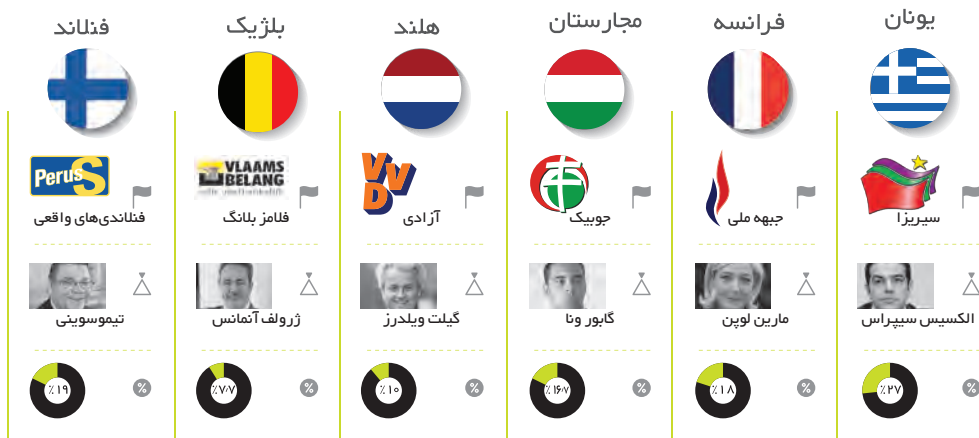 یونان
سیریزا
الکسیس سیپراس
٪۲۷
فرانسه
جبهه ملی
مارین لوپن
٪۱۸
مجارستان
جوبیک
گابور ونا
٪۱۶٫۷
هلند
VVD
آزادی
گیلت ویلدرز
٪۱۰
بلژیک
VLAAMS
BELANG
فلامز بلانگ
ژرولف آنمانس
٪۷٫۷
فنلاند
PerusS
فنلاندی‌های واقعی
تیموسوینی
٪۱۹